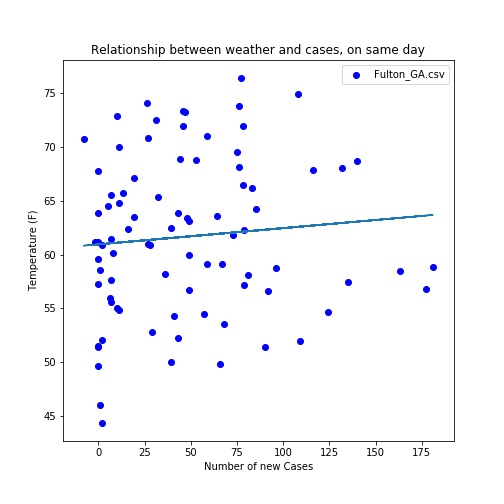 Relationship between weather and cases, on same day
Fulton_GA.csv
75
70
65
60
55
50
45
Temperature (F)
0 25 50 75 100 125 150 175
Number of new Cases